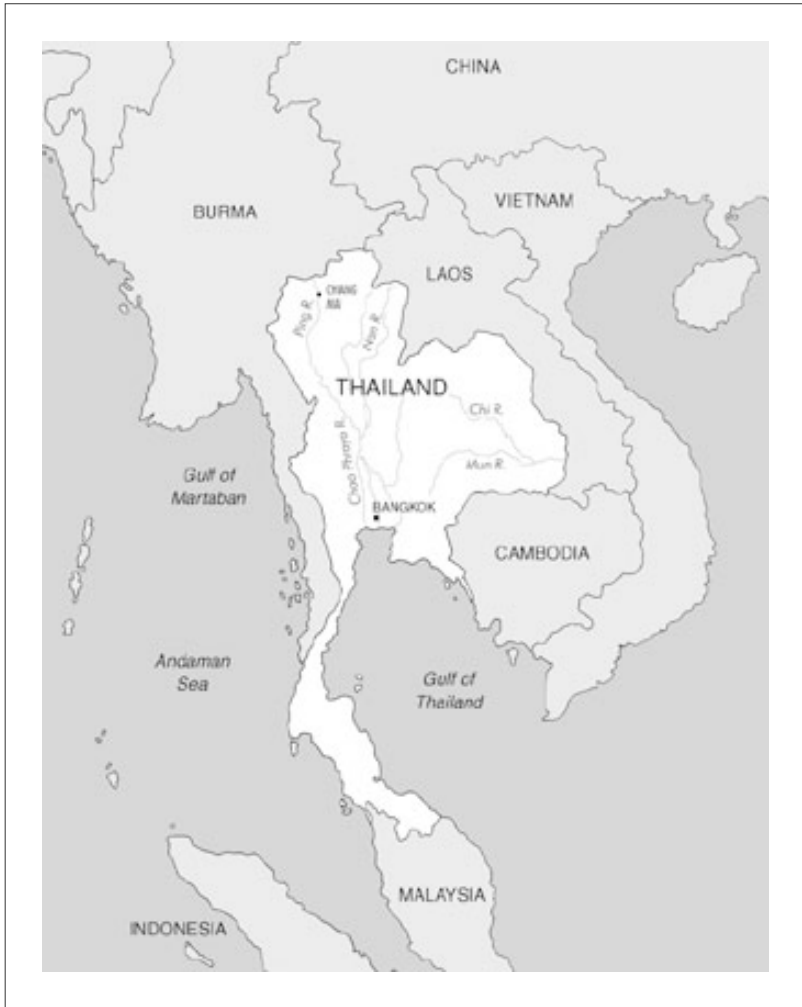 CHINA
VIETNAM
BURMA
LAOS
CHANG
MAI
Ping R.
Nan R.
THAILAND
Chi R.
Chao Phraya R.
Mun R.
Gulf of
Martaban
BANGKOK
CAMBODIA
Andaman
Sea
Gulf of
Thailand
MALAYSIA
INDONESIA